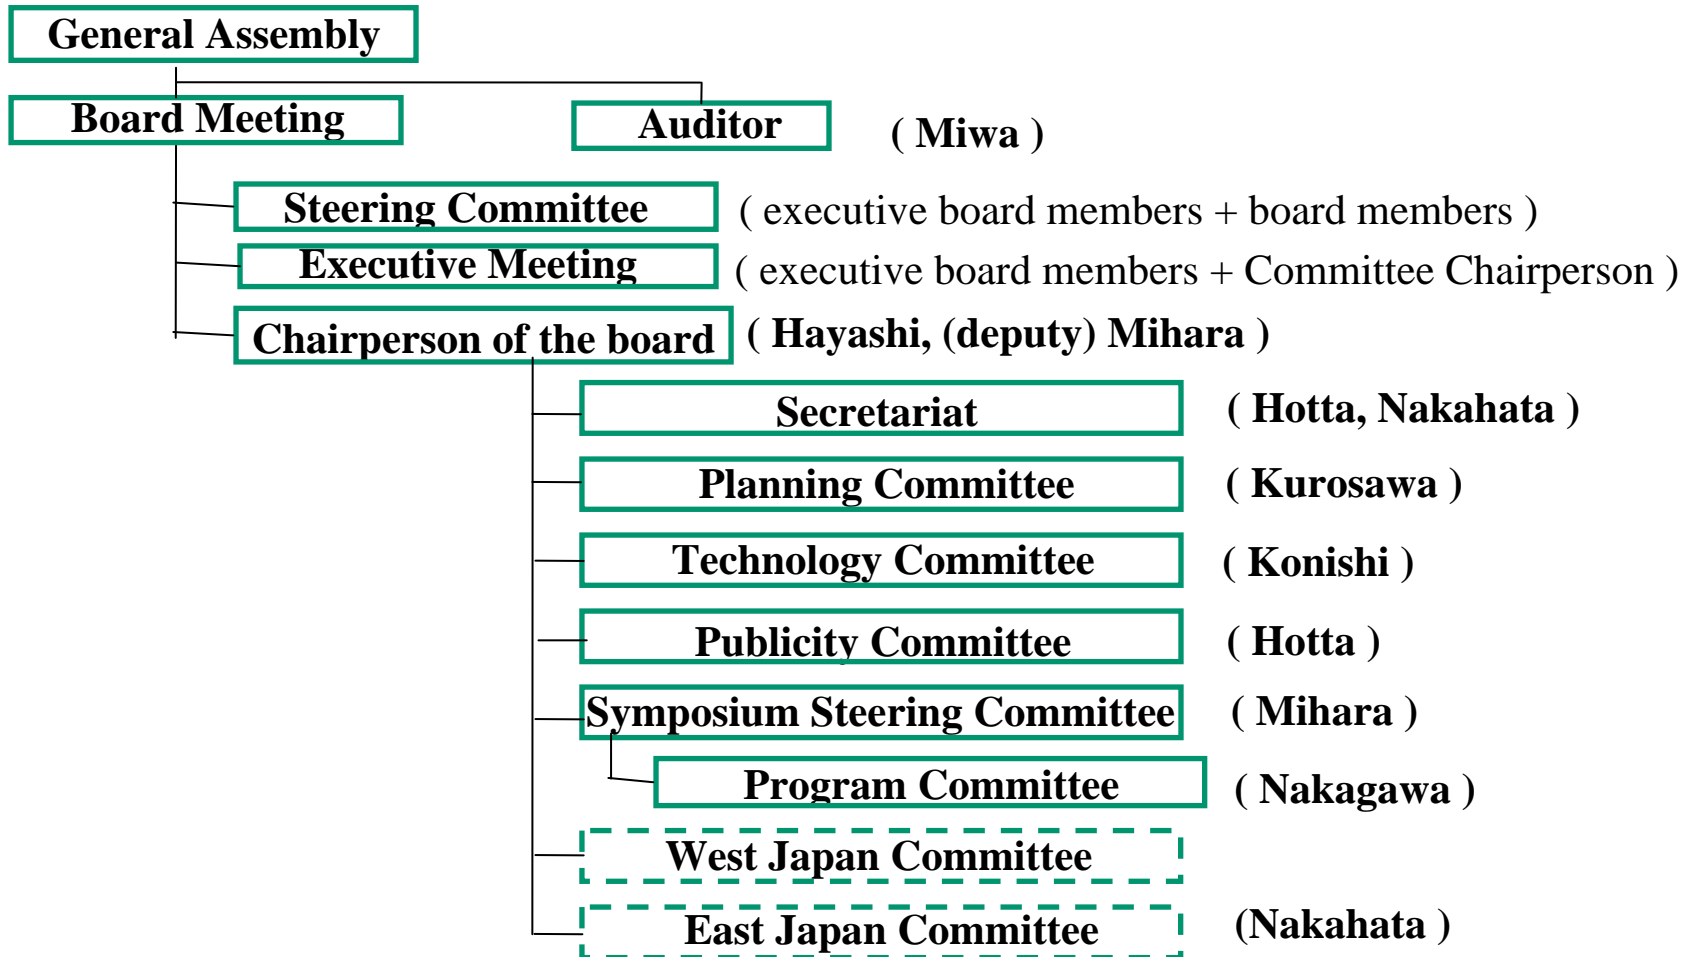 General Assembly
Board Meeting
Auditor ( Miwa )
Steering Committee ( executive board members + board members )
Executive Meeting ( executive board members + Committee Chairperson )
Chairperson of the board ( Hayashi, (deputy) Mihara )
Secretariat ( Hotta, Nakahata )
Planning Committee ( Kurosawa )
Technology Committee ( Konishi )
Publicity Committee ( Hotta )
Symposium Steering Committee ( Mihara )
Program Committee ( Nakagawa )
West Japan Committee
East Japan Committee (Nakahata )